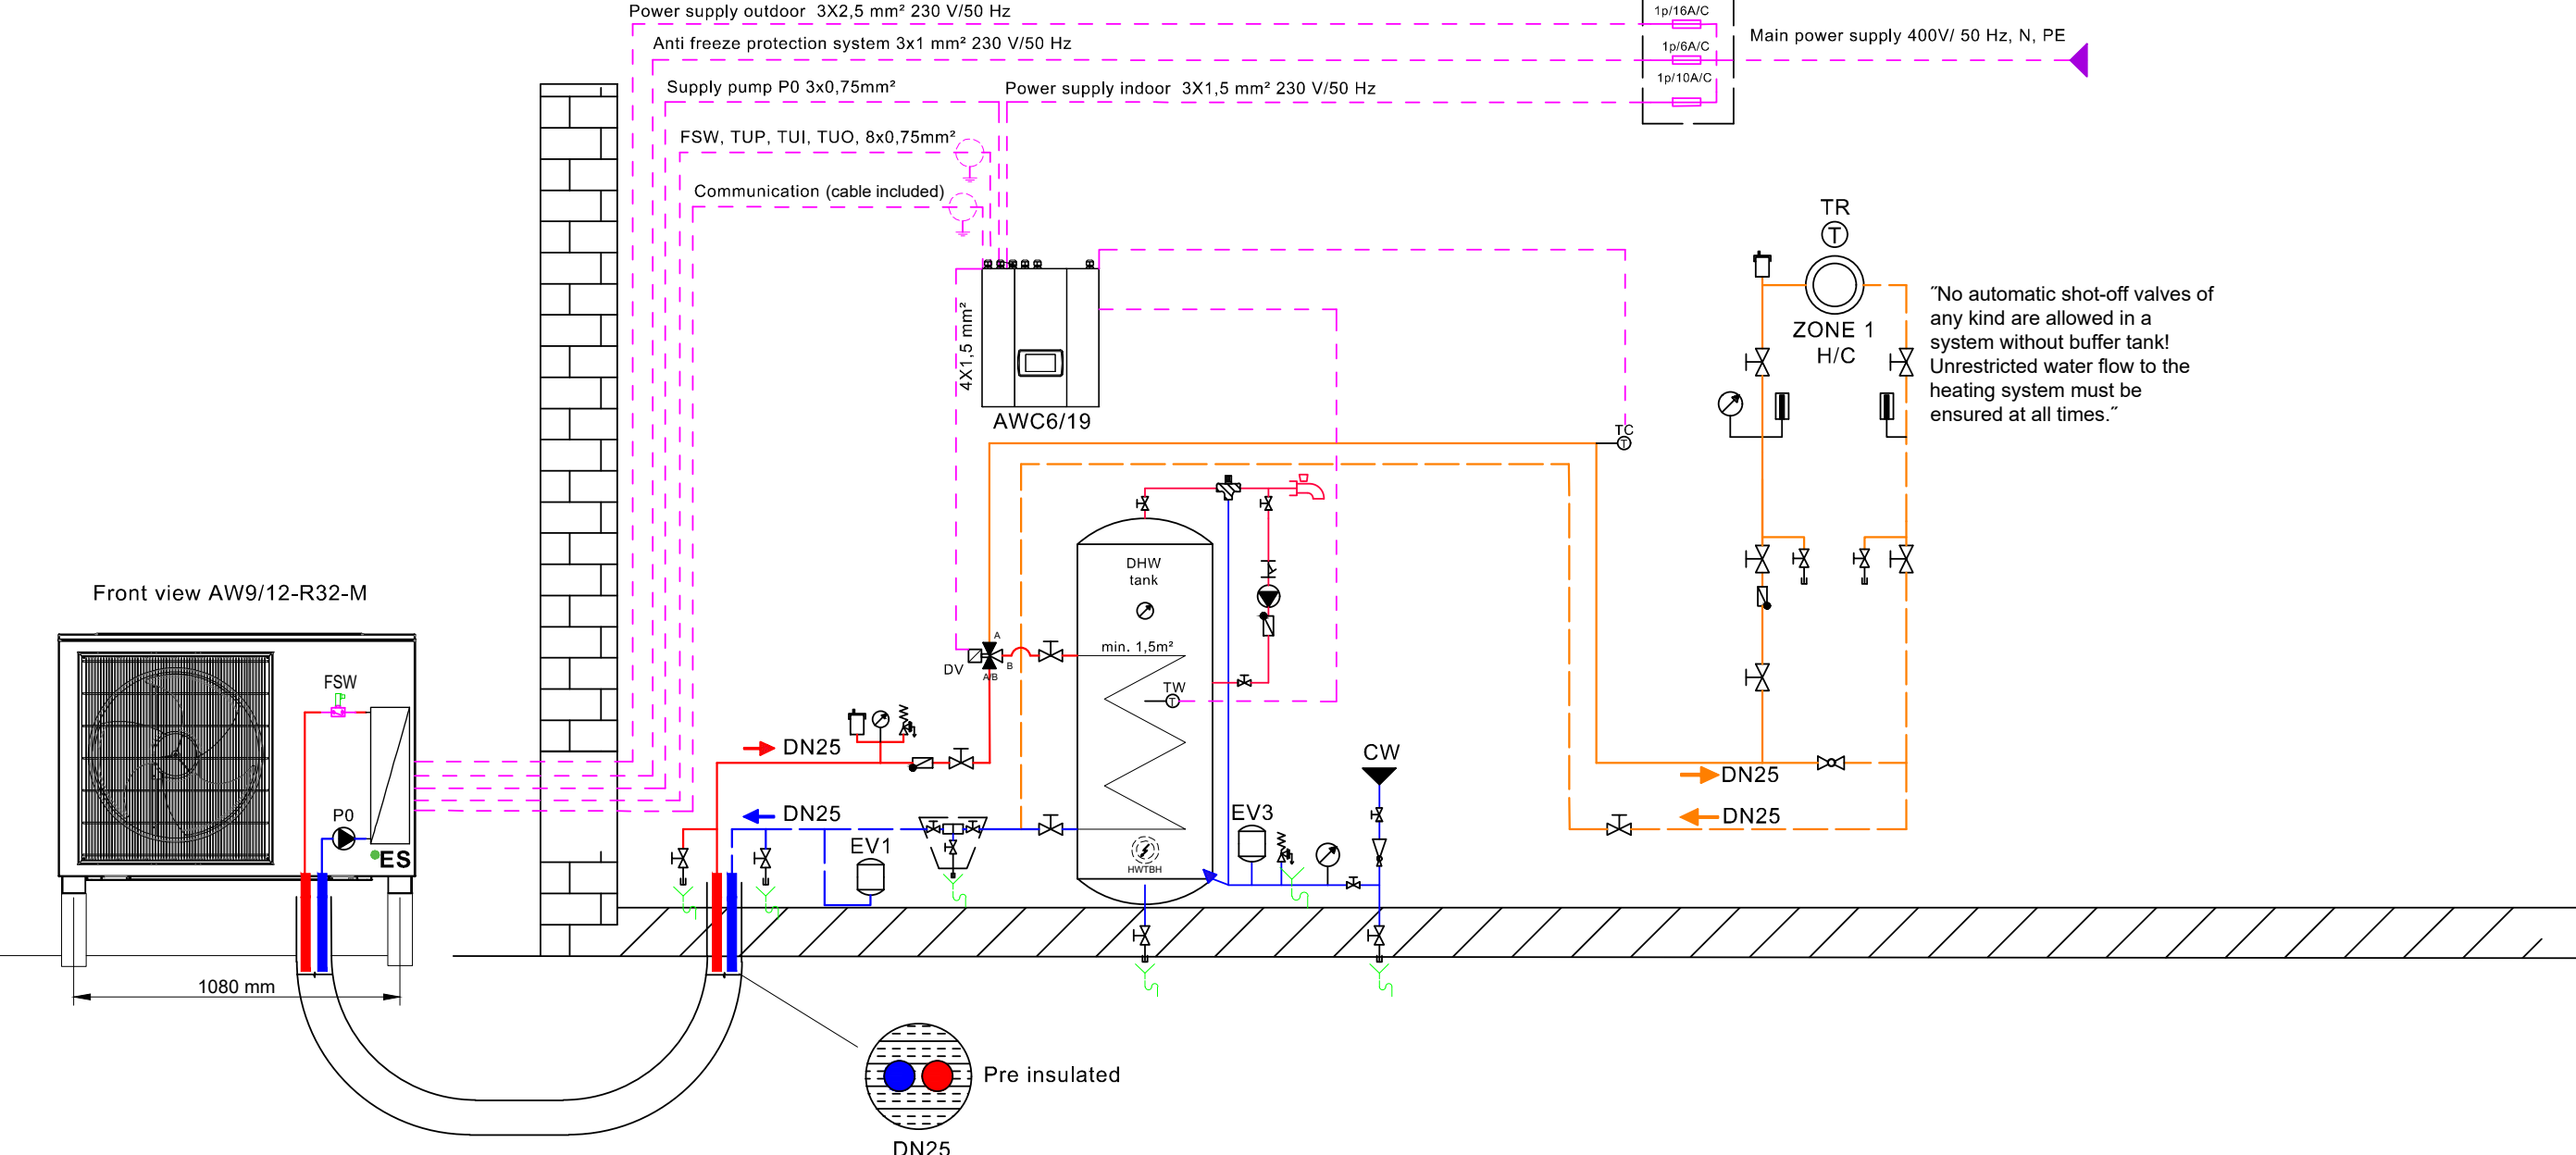 Power supply outdoor 3X2,5 mm² 230 V/50 Hz
1p/16A/C
Anti freeze protection system 3x1 mm² 230 V/50 Hz
1p/6A/C
Main power supply 400V/ 50 Hz, N, PE
Supply pump P0 3x0,75mm²
Power supply indoor 3X1,5 mm² 230 V/50 Hz
1p/10A/C
FSW, TUP, TUI, TUO, 8x0,75mm²
Communication (cable included)
4X1,5 mm²
AWC6/19
TR
T
ZONE 1
H/C
˝No automatic shot-off valves of
any kind are allowed in a
system without buffer tank!
Unrestricted water flow to the
heating system must be
ensured at all times.˝
TC
T
DHW
tank
min. 1,5m²
TW
T
HWTBH
A
B
A/B
DV
Front view AW9/12-R32-M
FSW
P0
ES
1080 mm
DN25
DN25
EV1
EV3
CW
DN25
DN25
Pre insulated
DN25